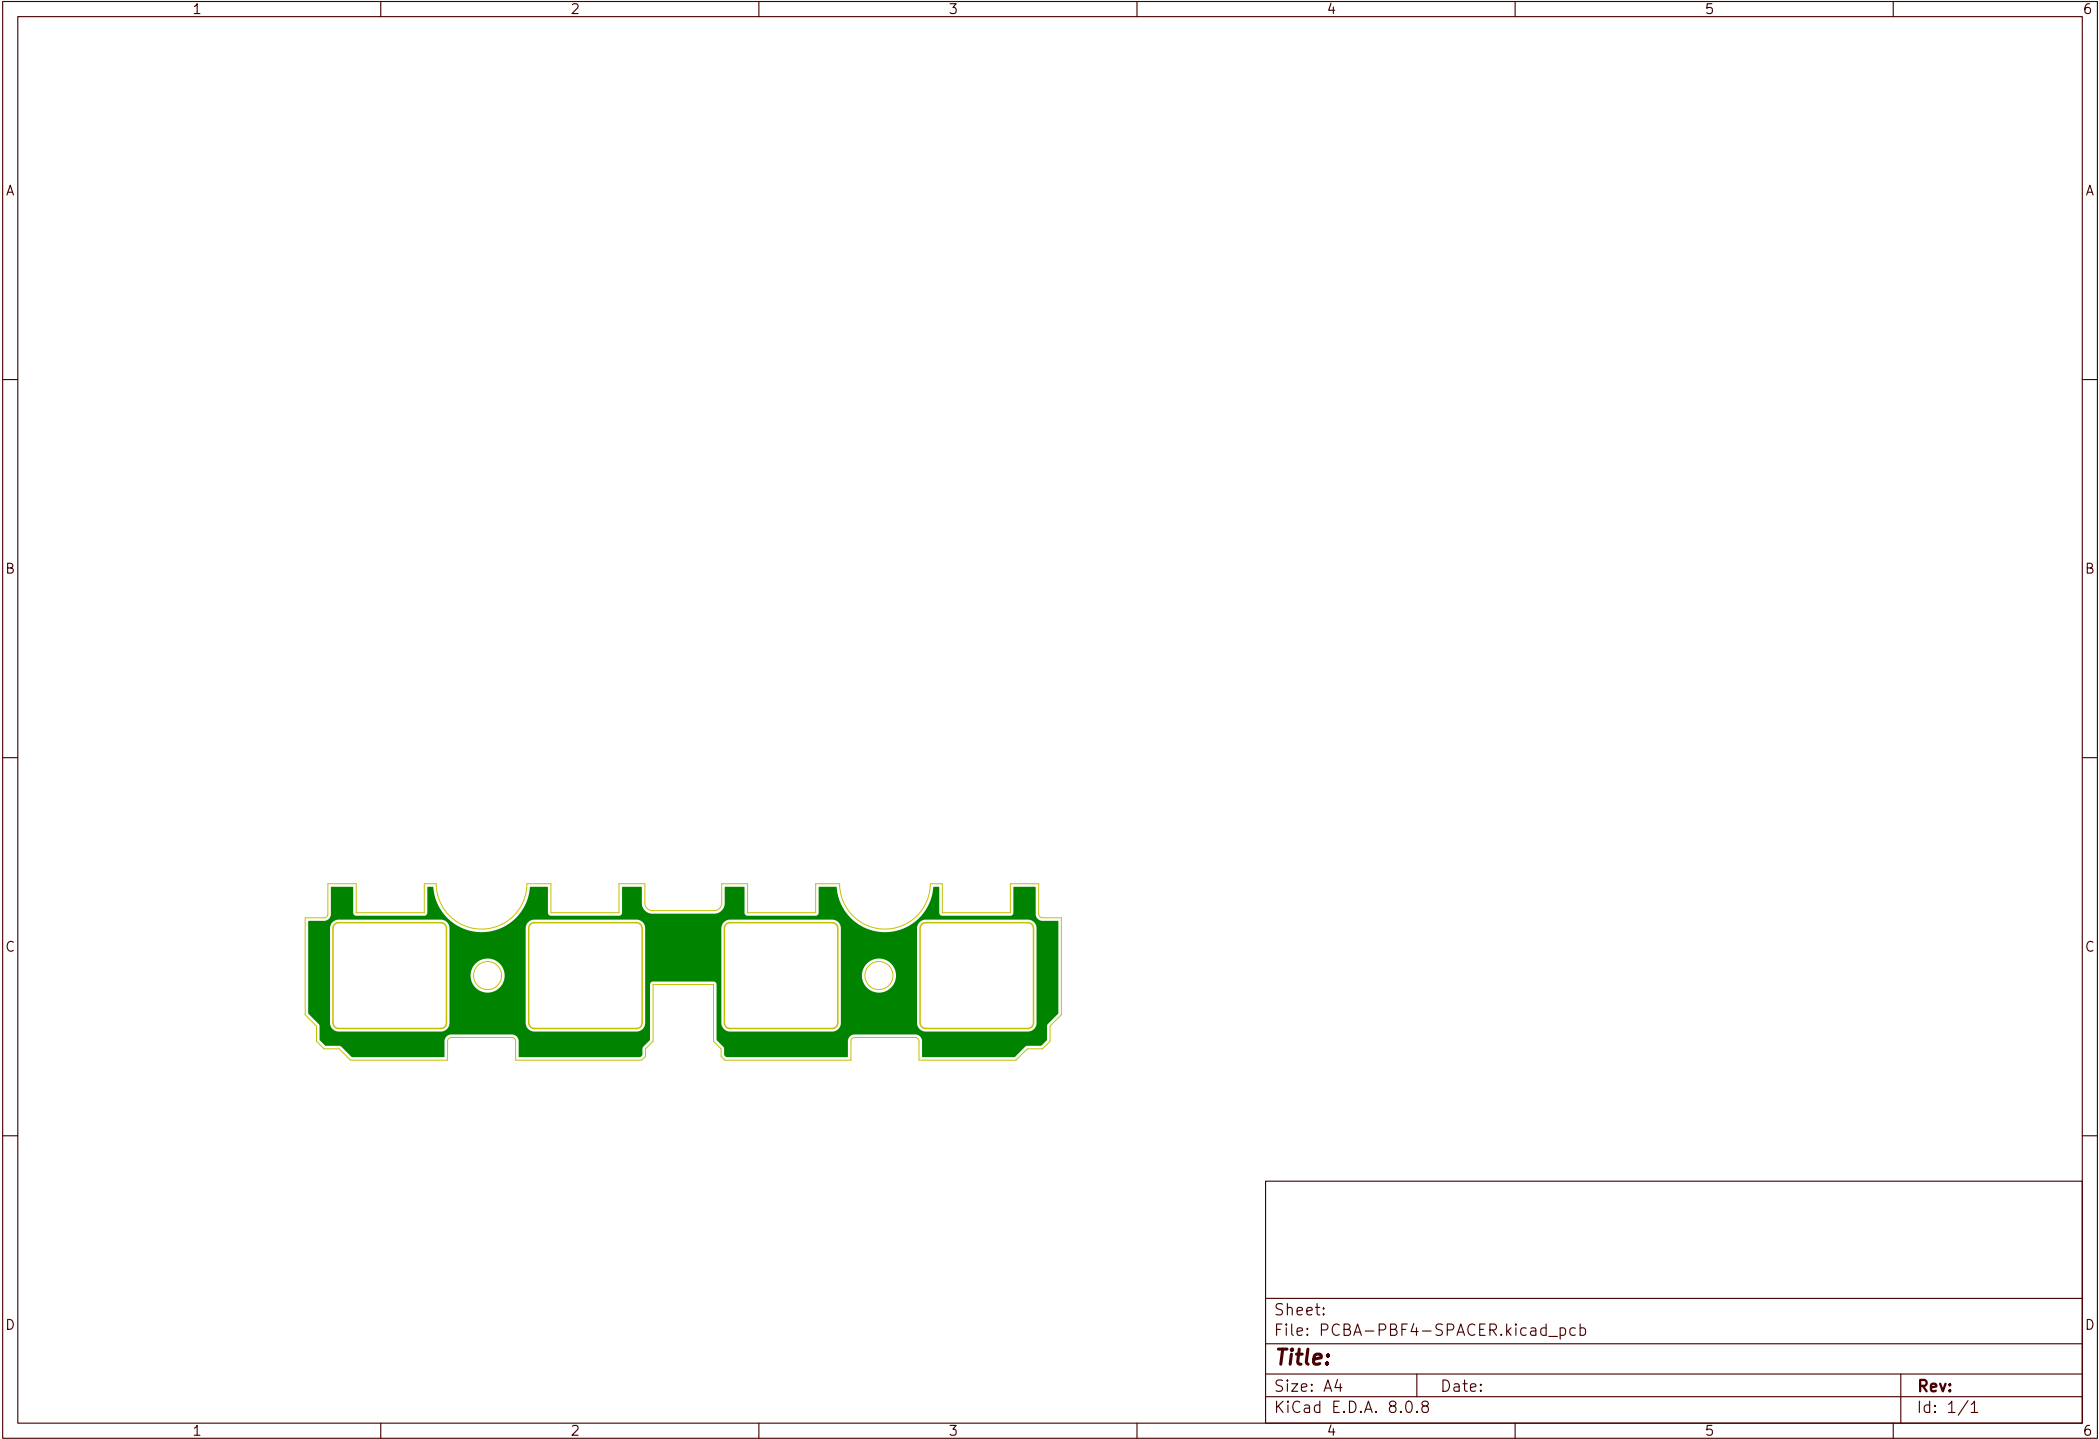 1 2 3 4 5 6
A A
B B
C C
D D
Sheet:
File: PCBA-PBF4-SPACER.kicad_pcb
Title:
Size: A4 Date: Rev:
KiCad E.D.A. 8.0.8 Id: 1/1
1 2 3 4 5 6